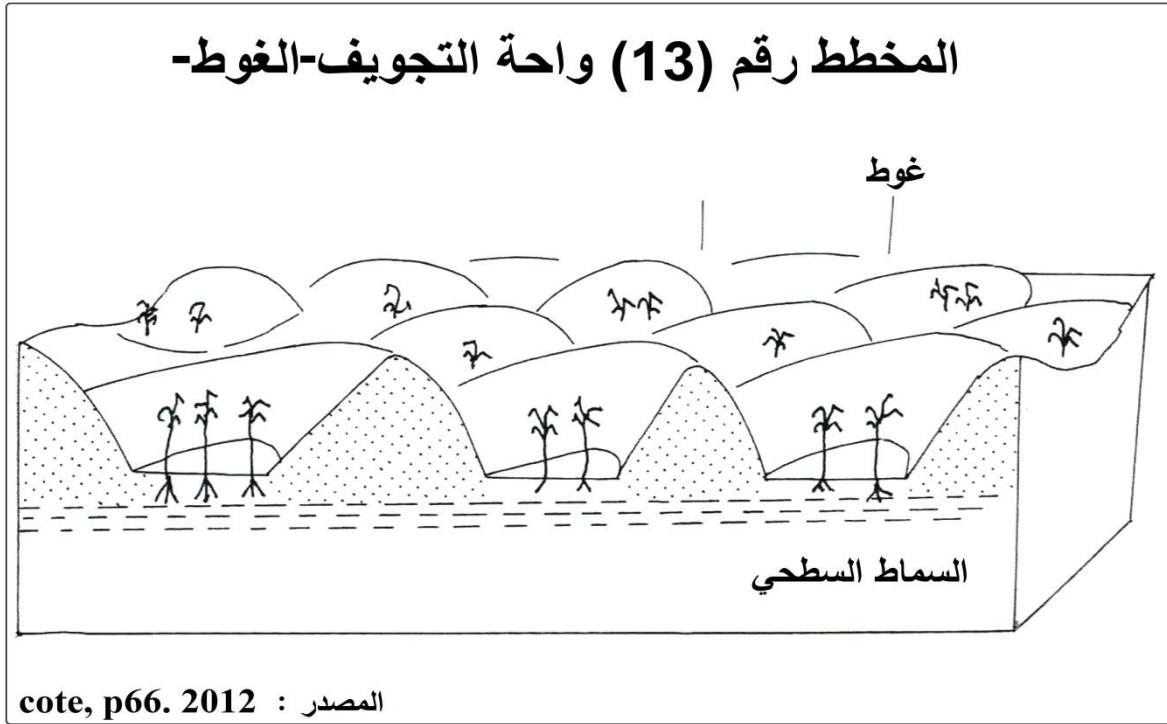 المخطط رقم (13) واحة التجويف-الغوط-
غوط
السماط السطحي
المصدر : cote, p66. 2012